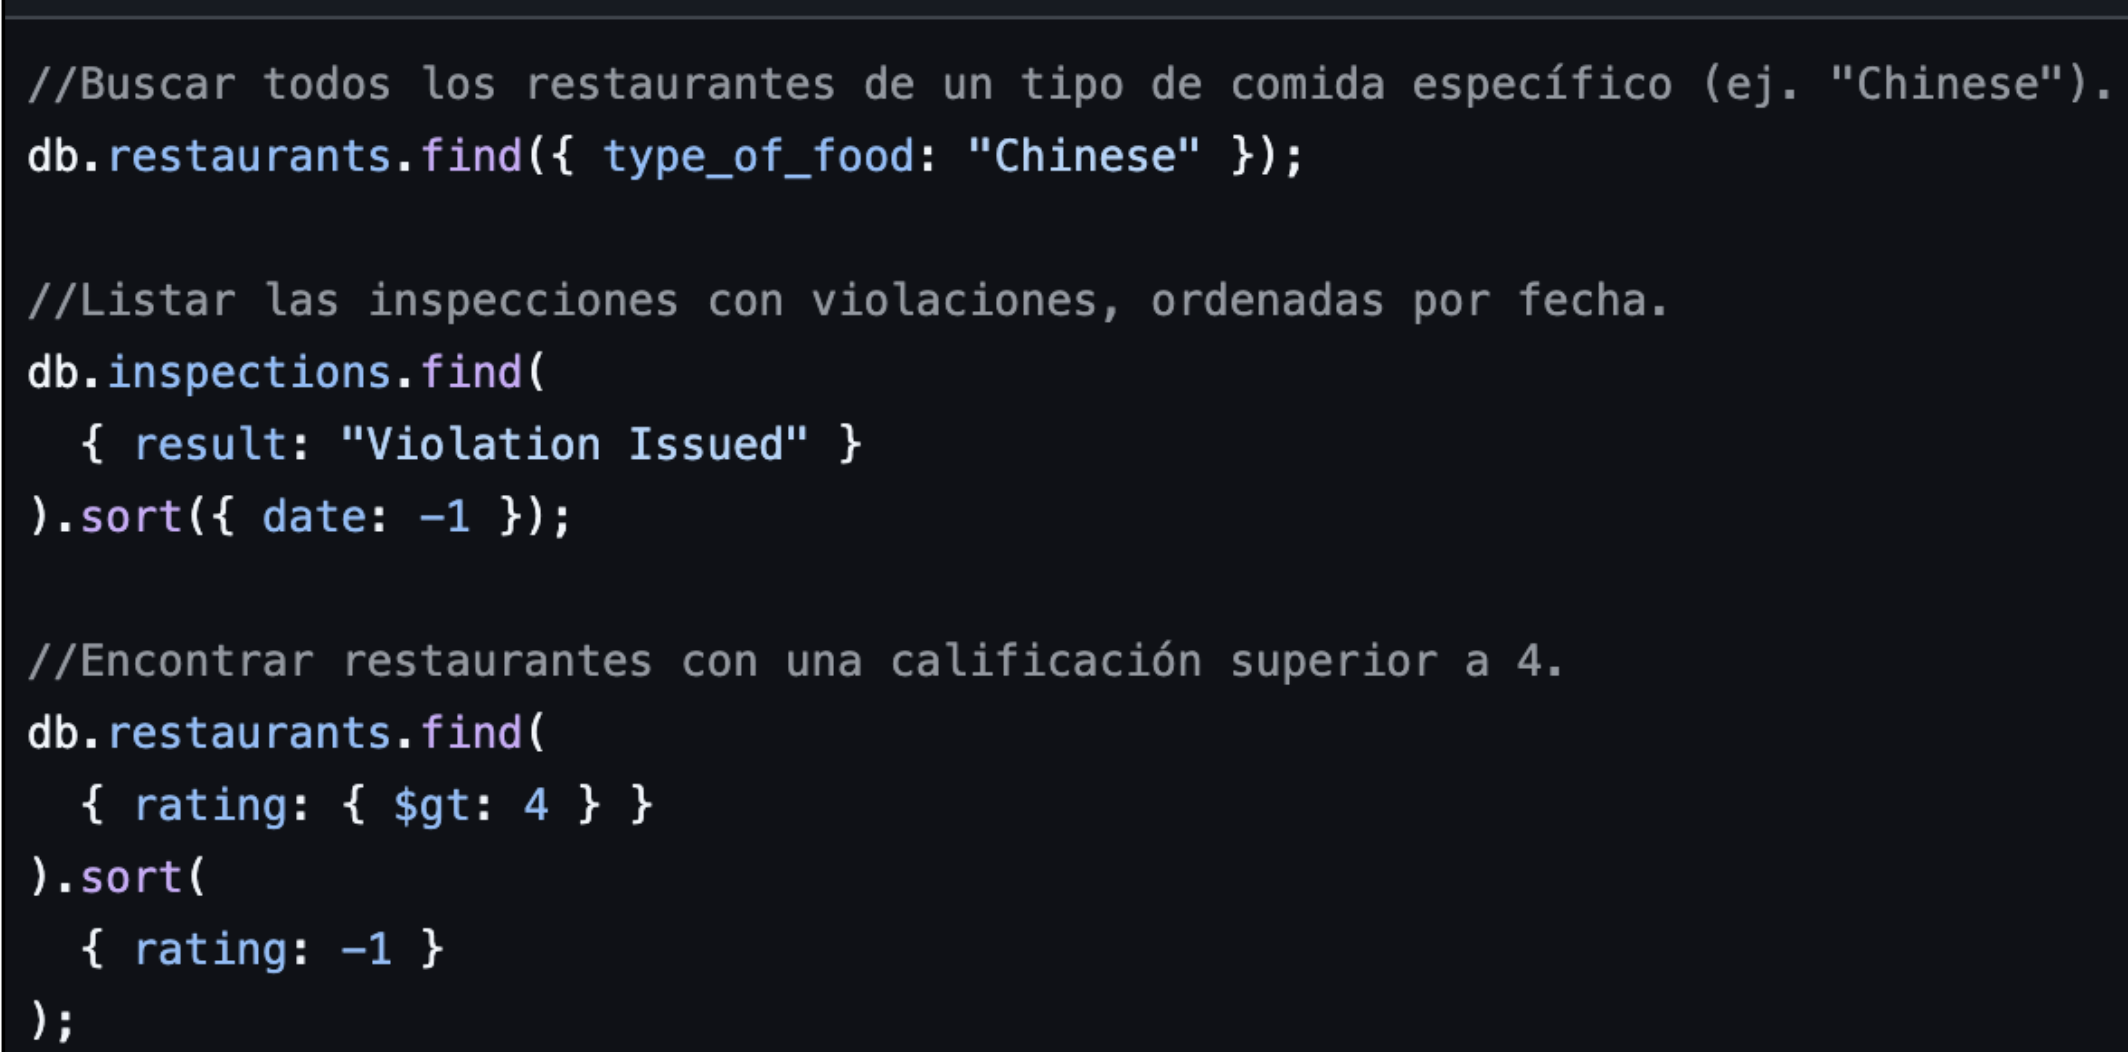 //Buscar todos los restaurantes de un tipo de comida específico (ej. "Chinese").
db.restaurants.find({ type_of_food: "Chinese" });
//Listar las inspecciones con violaciones, ordenadas por fecha.
db.inspections.find(
  { result: "Violation Issued" }
).sort({ date: -1 });
//Encontrar restaurantes con una calificación superior a 4.
db.restaurants.find(
  { rating: { $gt: 4 } }
).sort(
  { rating: -1 }
);